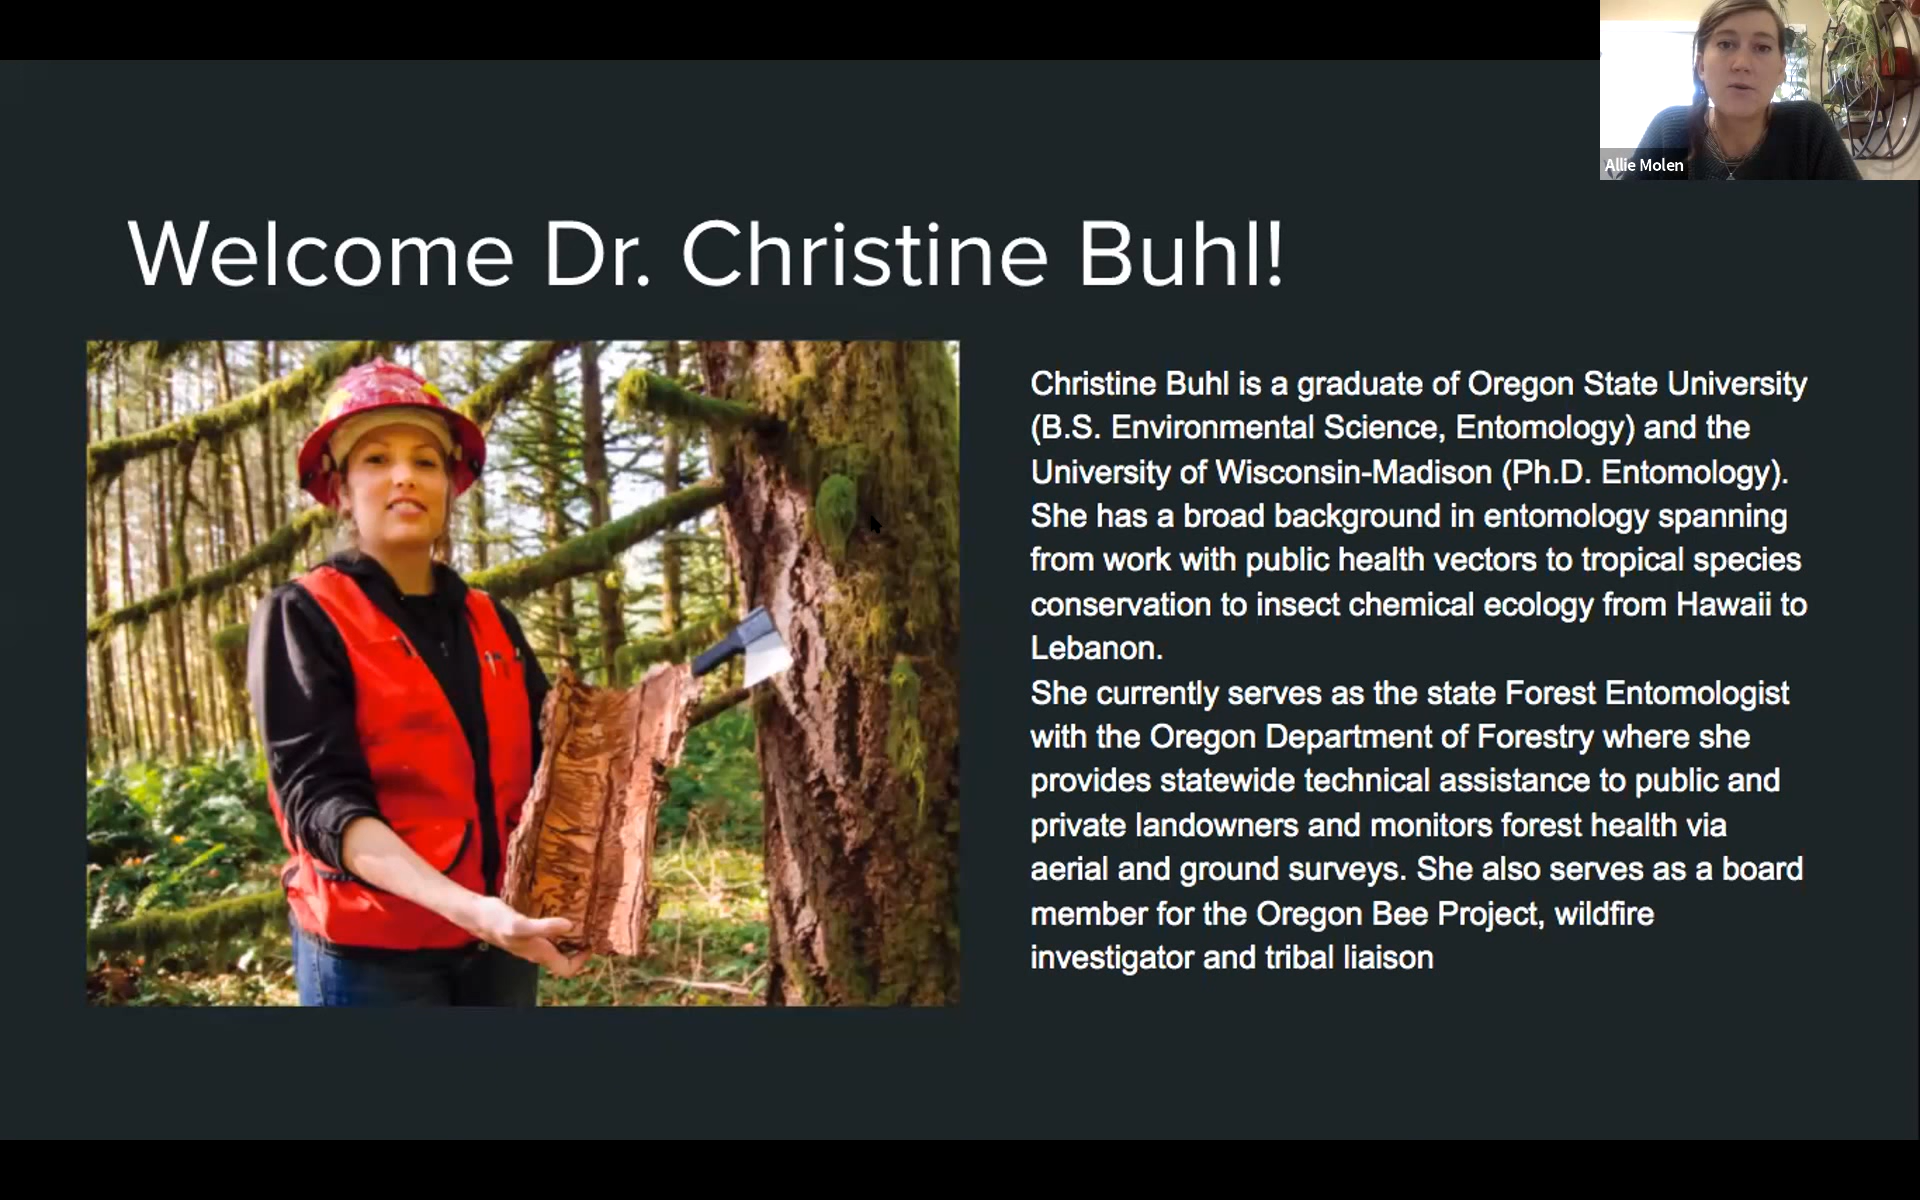 Allie Molen
Welcome Dr. Christine Buhl!
Christine Buhl is a graduate of Oregon State University
(B.S. Environmental Science, Entomology) and the
University of Wisconsin-Madison (Ph.D. Entomology).
She has a broad background in entomology spanning
from work with public health vectors to tropical species
conservation to insect chemical ecology from Hawaii to
Lebanon.
She currently serves as the state Forest Entomologist
with the Oregon Department of Forestry where she
provides statewide technical assistance to public and
private landowners and monitors forest health via
aerial and ground surveys. She also serves as a board
member for the Oregon Bee Project, wildfire
investigator and tribal liaison